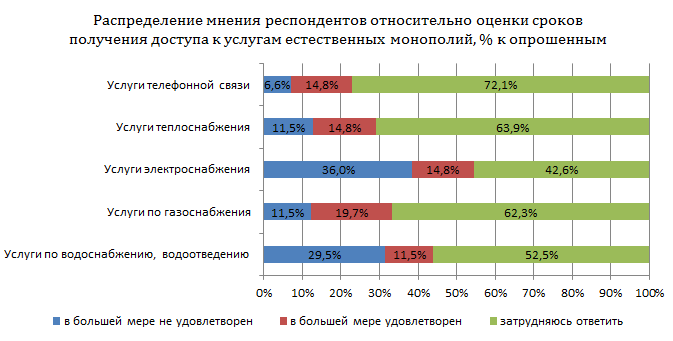 Распределение мнения респондентов относительно оценки сроков
получения доступа к услугам естественных монополий, % к опрошенным
Услуги телефонной связи 6,6% 14,8% 72,1%
Услуги теплоснабжения 11,5% 14,8% 63,9%
Услуги электроснабжения 36,0% 14,8% 42,6%
Услуги по газоснабжения 11,5% 19,7% 62,3%
Услуги по водоснабжению, водоотведению 29,5% 11,5% 52,5%
0% 10% 20% 30% 40% 50% 60% 70% 80% 90% 100%
в большей мере не удовлетворен в большей мере удовлетворен затрудняюсь ответить